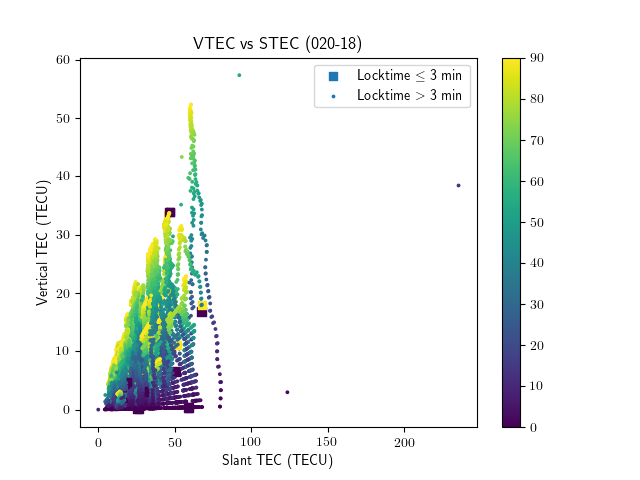 VTEC vs STEC (020-18)
Locktime ≤ 3 min
Locktime > 3 min
60
50
40
30
20
10
0
Vertical TEC (TECU)
0 50 100 150 200
Slant TEC (TECU)
90
80
70
60
50
40
30
20
10
0